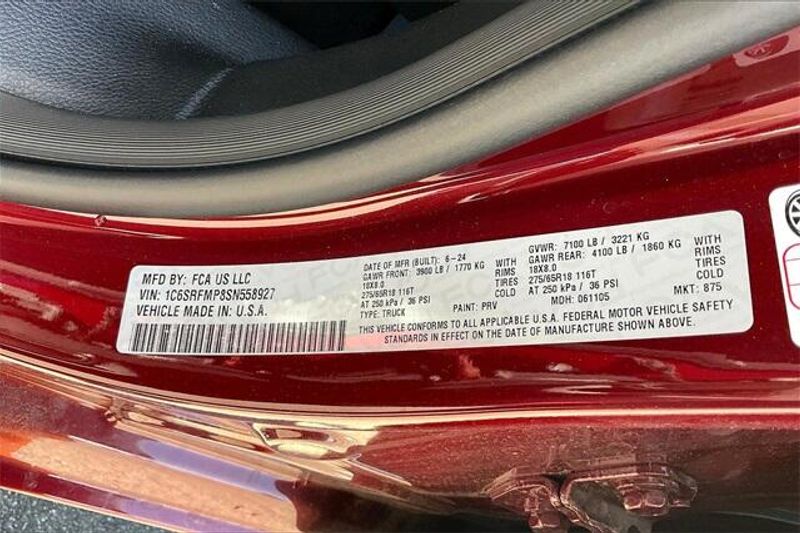 MFD BY: FCA US LLC
VIN: 1C6SRFMP8SN558927
VEHICLE MADE IN: U.S.A.
DATE OF MFR (BUILT): 6-24
GAWR FRONT: 3900 LB / 1770 KG WITH
18X8.0 RIMS
275/65R18 116T
AT 250 kPa / 36 PSI COLD
TYPE: TRUCK PAINT: PRV
GVWR: 7100 LB / 3221 KG
GAWR REAR: 4100 LB / 1860 KG WITH
18X8.0 RIMS
275/65R18 116T
AT 250 kPa / 36 PSI COLD
MDH: 061105 MKT: 875
THIS VEHICLE CONFORMS TO ALL APPLICABLE U.S.A. FEDERAL MOTOR VEHICLE SAFETY
STANDARDS IN EFFECT ON THE DATE OF MANUFACTURE SHOWN ABOVE.